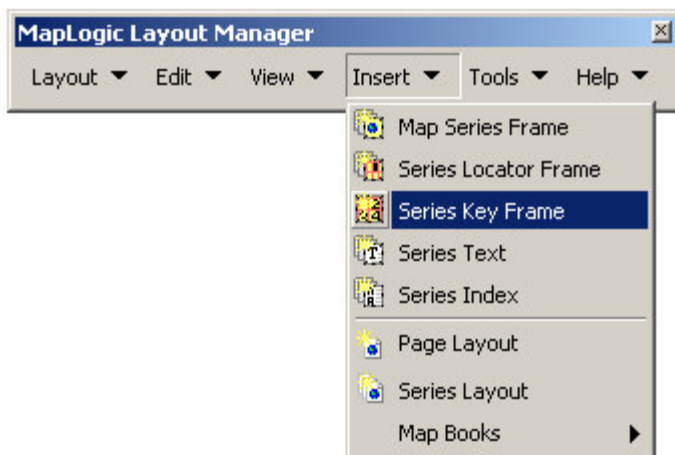 MapLogic Layout Manager
Layout Edit View Insert Tools Help
Map Series Frame
Series Locator Frame
Series Key Frame
Series Text
Series Index
Page Layout
Series Layout
Map Books